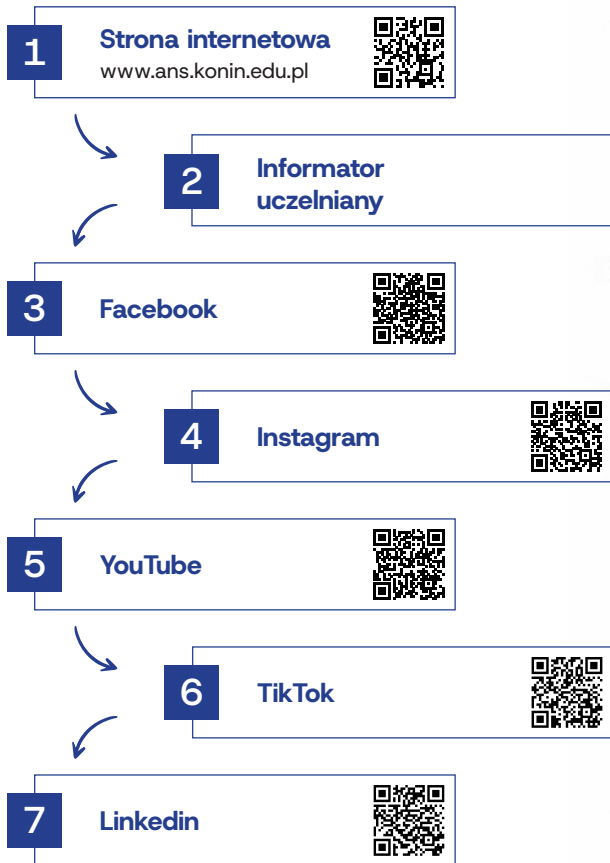 1
Strona internetowa
www.ans.konin.edu.pl
2
Informator
uczelniany
3
Facebook
4
Instagram
5
YouTube
6
TikTok
7
Linkedin